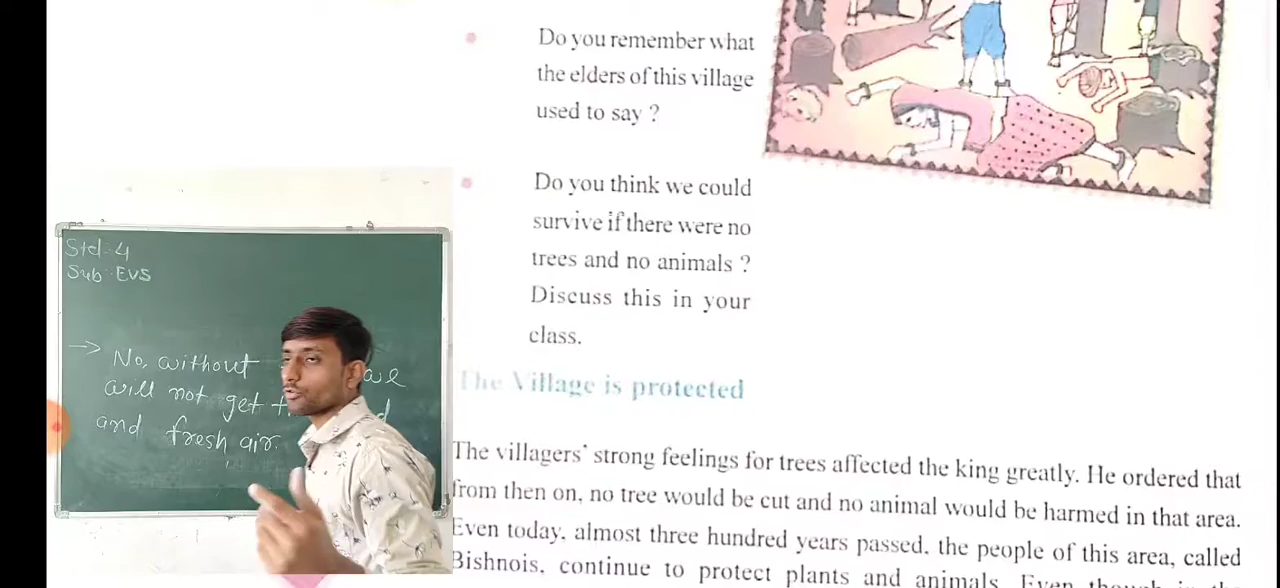 Do you remember what
the elders of this village
used to say ?
Do you think we could
survive if there were no
trees and no animals ?
Discuss this in your
class.
Std-4
Sub EVS
→ No, without
will not get
and fresh air.
The Village is protected
The villagers' strong feelings for trees affected the king greatly. He ordered that
from then on, no tree would be cut and no animal would be harmed in that area.
Even today, almost three hundred years passed, the people of this area, called
Bishnois, continue to protect plants and animals. Even though in the